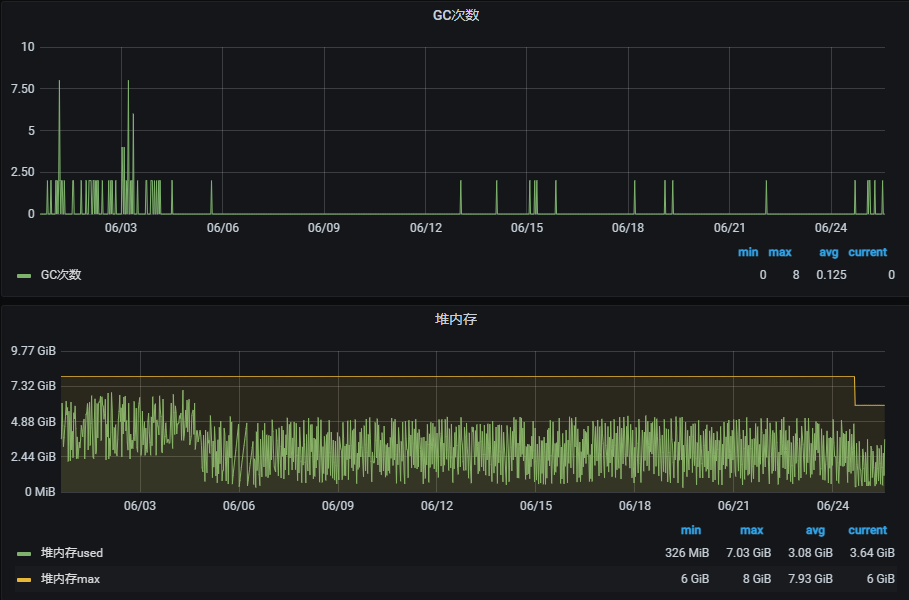 GC次数
10
7.50
5
2.50
0
06/03 06/06 06/09 06/12 06/15 06/18 06/21 06/24
min max avg current
GC次数 0 8 0.125 0
堆内存
9.77 GiB
7.32 GiB
4.88 GiB
2.44 GiB
0 MiB
06/03 06/06 06/09 06/12 06/15 06/18 06/21 06/24
min max avg current
堆内存used 326 MiB 7.03 GiB 3.08 GiB 3.64 GiB
堆内存max 6 GiB 8 GiB 7.93 GiB 6 GiB